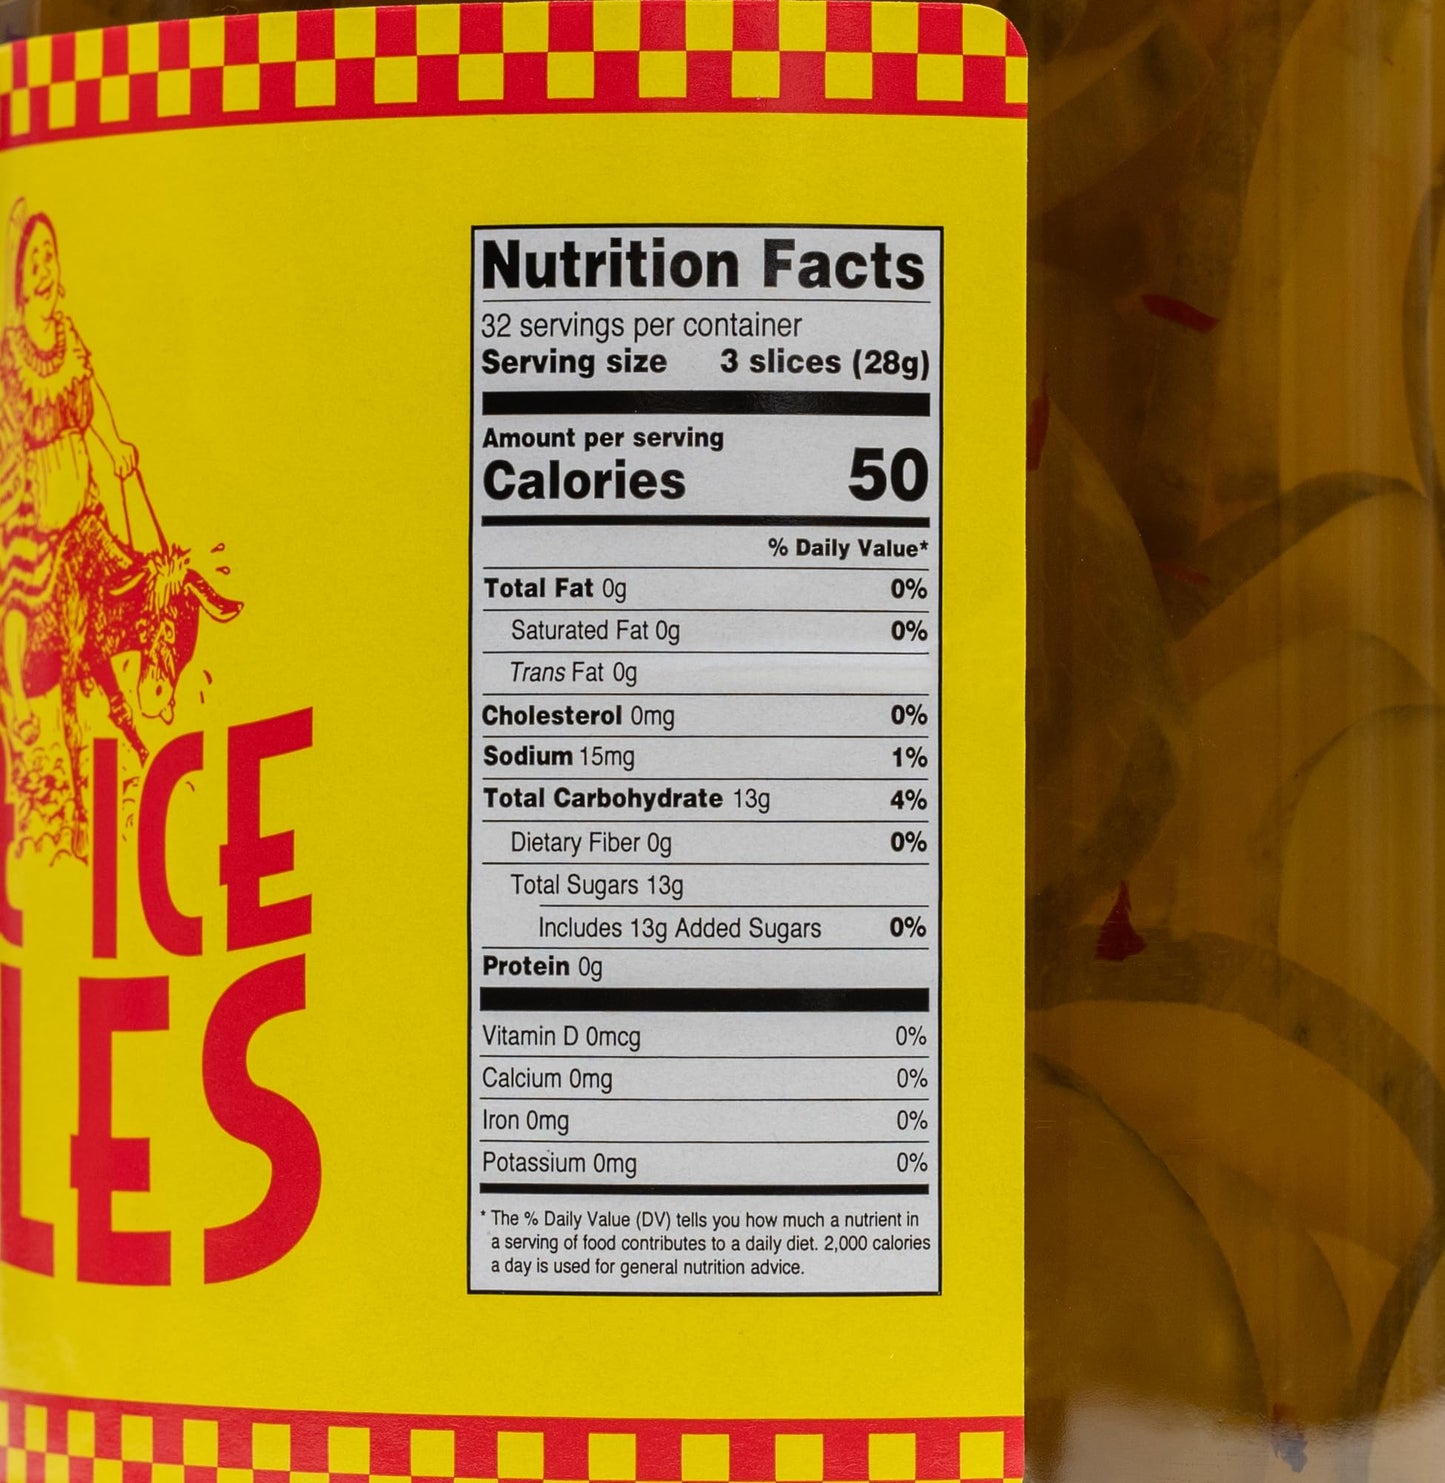 Nutrition Facts
32 servings per container
Serving size 3 slices (28g)
Amount per serving
Calories 50
% Daily Value*
Total Fat 0g 0%
Saturated Fat 0g 0%
Trans Fat 0g
Cholesterol 0mg 0%
Sodium 15mg 1%
Total Carbohydrate 13g 4%
Dietary Fiber 0g 0%
Total Sugars 13g
Includes 13g Added Sugars 0%
Protein 0g
Vitamin D 0mcg 0%
Calcium 0mg 0%
Iron 0mg 0%
Potassium 0mg 0%
* The % Daily Value (DV) tells you how much a nutrient in
a serving of food contributes to a daily diet. 2,000 calories
a day is used for general nutrition advice.
ICE
LES